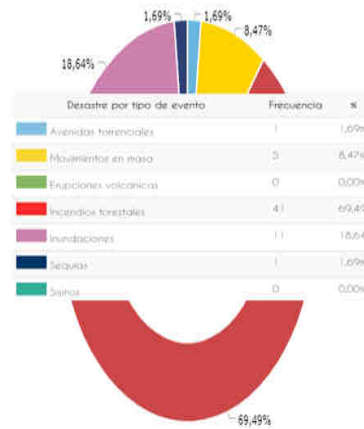 1,69% 1,69%
8,47%
18,64%
Desastre por tipo de evento Frecuencia %
Avenidas torrenciales 1 1,69%
Movimientos en masa 5 8,47%
Erupciones volcanicas 0 0,00%
Incendios forestales 41 69,49
Inundaciones 11 18,64
Sequias 1 1,69%
Sismos 0 0,00%
69,49%